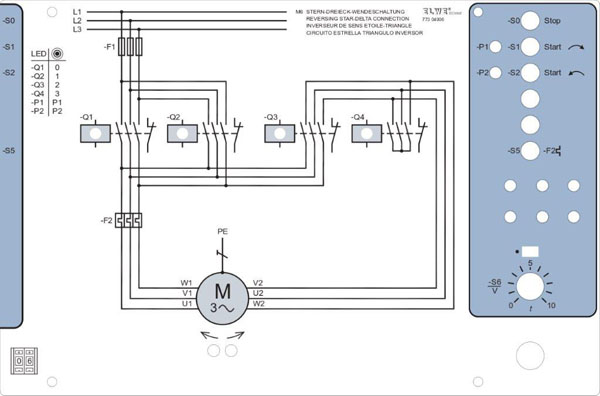 L1
L2
L3
M6 STERN-DREIECK-WENDESCHALTUNG
REVERSING STAR-DELTA CONNECTION
INVERSEUR DE SENS ETOILE-TRIANGLE
CIRCUITO ESTRELLA TRIANGULO INVERSOR
773 04006
-S0
-S1
-S2
-S5
LED
-Q1 0
-Q2 1
-Q3 2
-Q4 3
-P1 P1
-P2 P2
-F1
-Q1
-Q2
-Q3
-Q4
-F2
PE
W1
V1
U1
M
3
V2
U2
W2
0 6
-S0 Stop
-P1 -S1 Start
-P2 -S2 Start
-S5 -F2
5
-S6
V
0 t 10